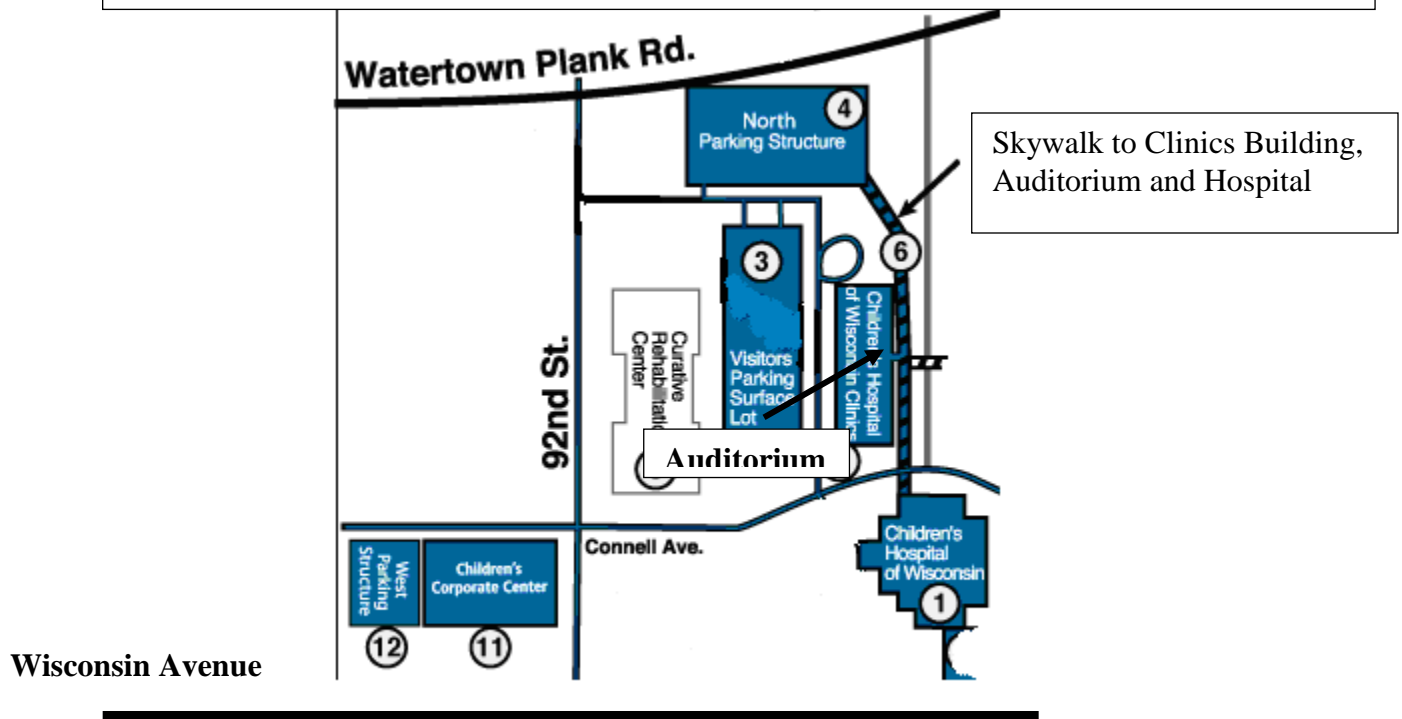 Watertown Plank Rd.
4
North
Parking Structure
Skywalk to Clinics Building,
Auditorium and Hospital
6
3
Children's Hospital
of Wisconsin Clinics
Curative
Rehabilitatio
Center
Visitors
Parking
Surface
Lot
92nd St.
Auditorium
Connell Ave.
Children's
Hospital
of Wisconsin
1
West
Parking
Structure
Children's
Corporate Center
12
11
Wisconsin Avenue